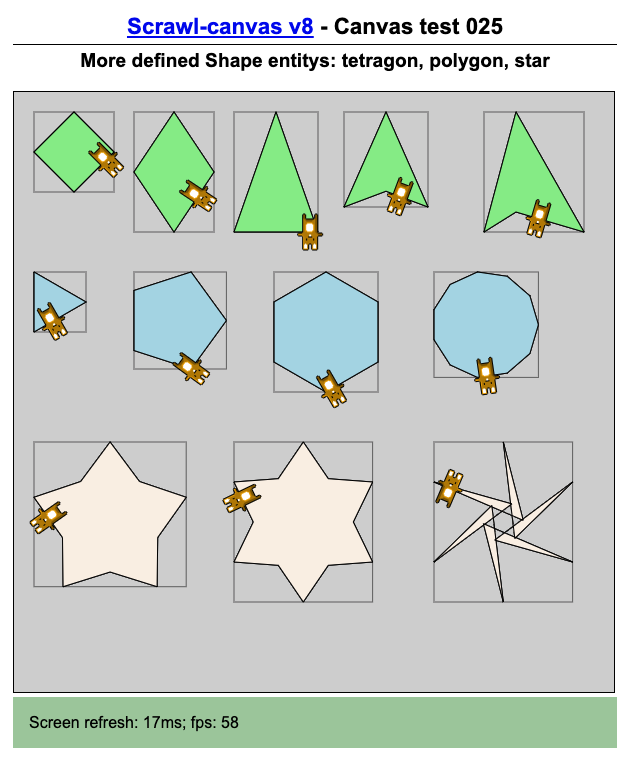 Scrawl-canvas v8 - Canvas test 025
More defined Shape entitys: tetragon, polygon, star
Screen refresh: 17ms; fps: 58